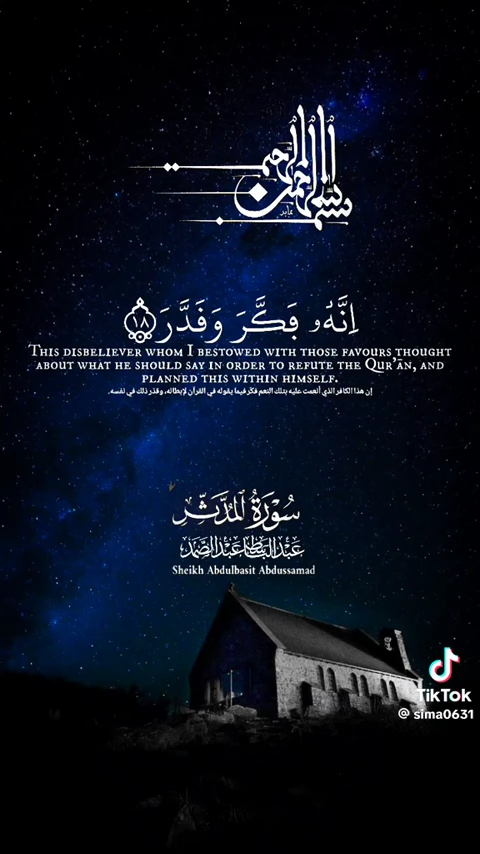 بسم الله الرحمن الرحيم
إِنَّهُۥ فَكَّرَ وَقَدَّرَ ١٨
This disbeliever whom I bestowed with those favours thought
about what he should say in order to refute the Qur'ān, and
planned this within himself.
إن هذا الكافر الذي أنعمت عليه بتلك النعم فكر فيما يقوله في القرآن لإبطاله، وقدر ذلك في نفسه.
سُورَةُ المُدَّثِّر
عبد الباسط عبد الصمد
Sheikh Abdulbasit Abdussamad
TikTok
@ sima0631